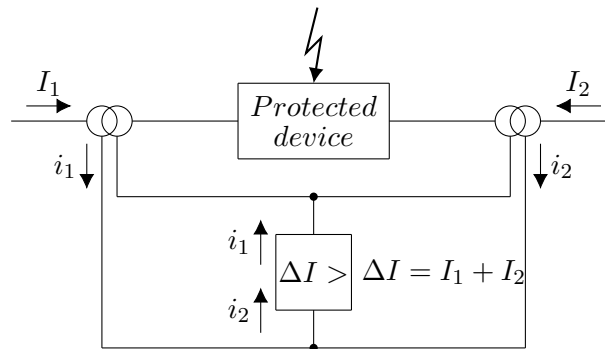 I₁
I₂
Protected
device
i₁
i₂
i₁
ΔI >
ΔI = I₁ + I₂
i₂